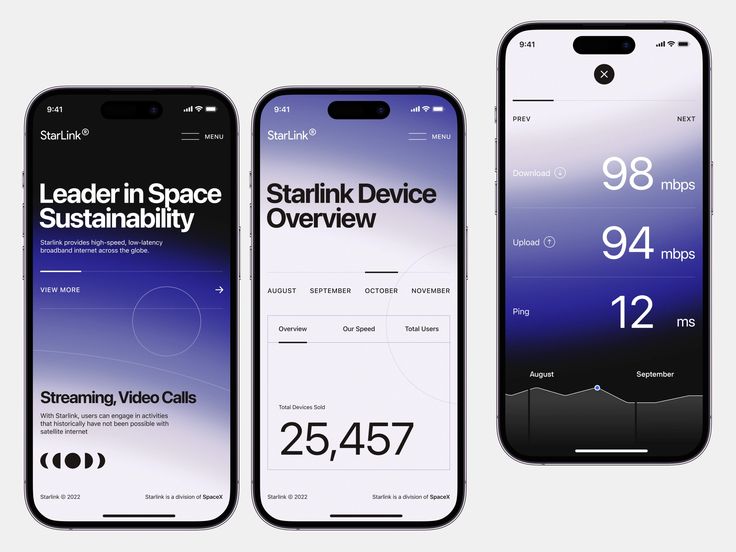 9:41
StarLink®
MENU
Leader in Space
Sustainability
Starlink provides high-speed, low-latency
broadband internet across the globe.
VIEW MORE
Streaming, Video Calls
With Starlink, users can engage in activities
that historically have not been possible with
satellite internet
Starlink © 2022
Starlink is a division of SpaceX
9:41
StarLink®
MENU
Starlink Device
Overview
AUGUST SEPTEMBER OCTOBER NOVEMBER
Overview Our Speed Total Users
Total Devices Sold
25,457
Starlink © 2022
Starlink is a division of SpaceX
9:41
PREV NEXT
Download 98 mbps
Upload 94 mbps
Ping 12 ms
August September